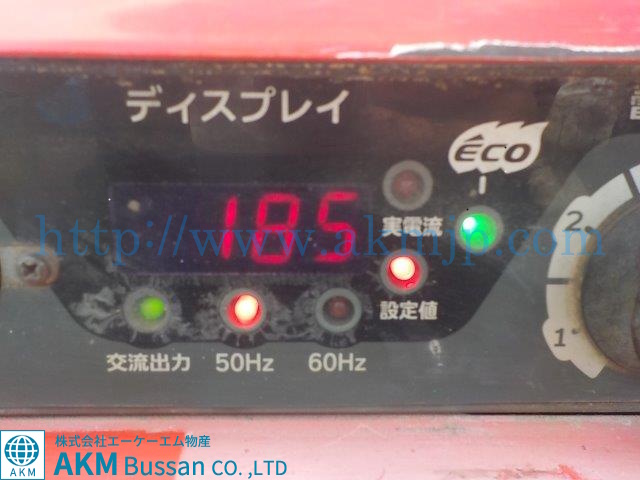 ディスプレイ
ECO
185
実電流
設定値
交流出力 50Hz 60Hz
2
1
http://www.akmjp.com
株式会社エーケーエム物産
AKM
AKM Bussan CO. ,LTD